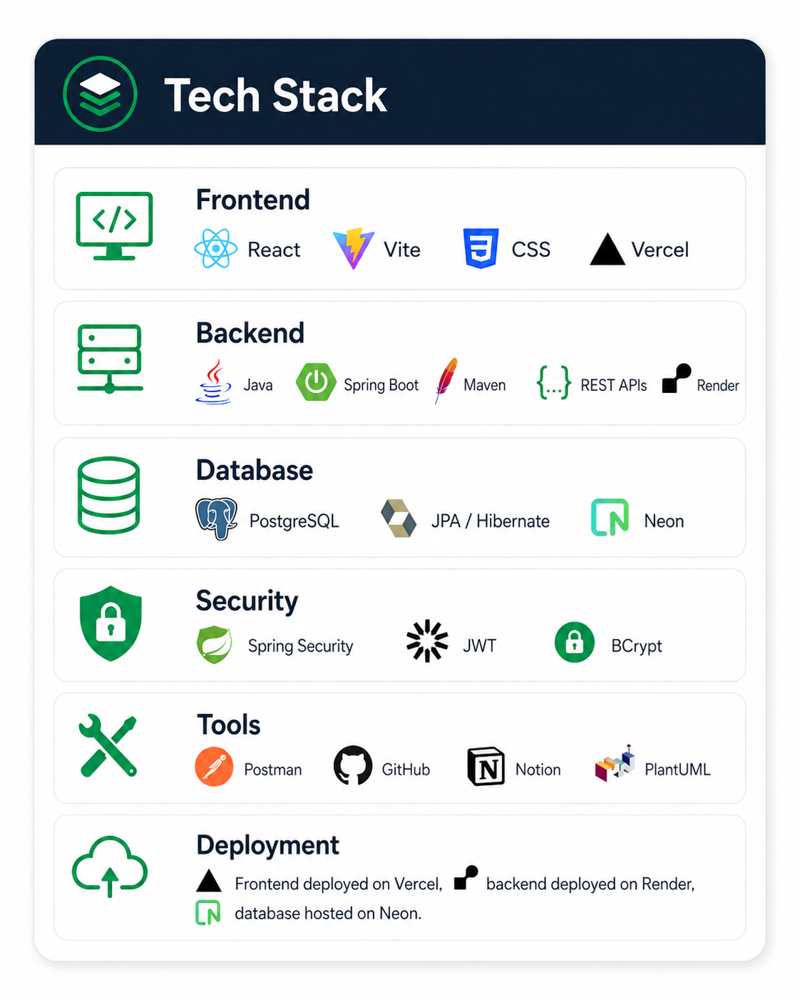 Tech Stack
Frontend
</>
React Vite CSS Vercel
Backend
Java Spring Boot Maven {...} REST APIs Render
Database
PostgreSQL JPA / Hibernate N Neon
Security
Spring Security JWT BCrypt
Tools
Postman GitHub N Notion PlantUML
Deployment
Frontend deployed on Vercel, backend deployed on Render,
N database hosted on Neon.